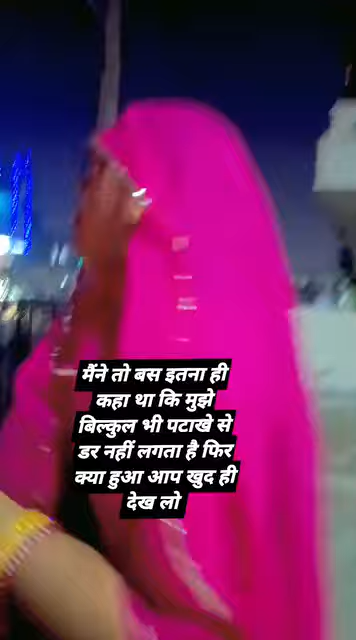 मैंने तो बस इतना ही
कहा था कि मुझे
बिल्कुल भी पटाखे से
डर नहीं लगता है फिर
क्या हुआ आप खुद ही
देख लो